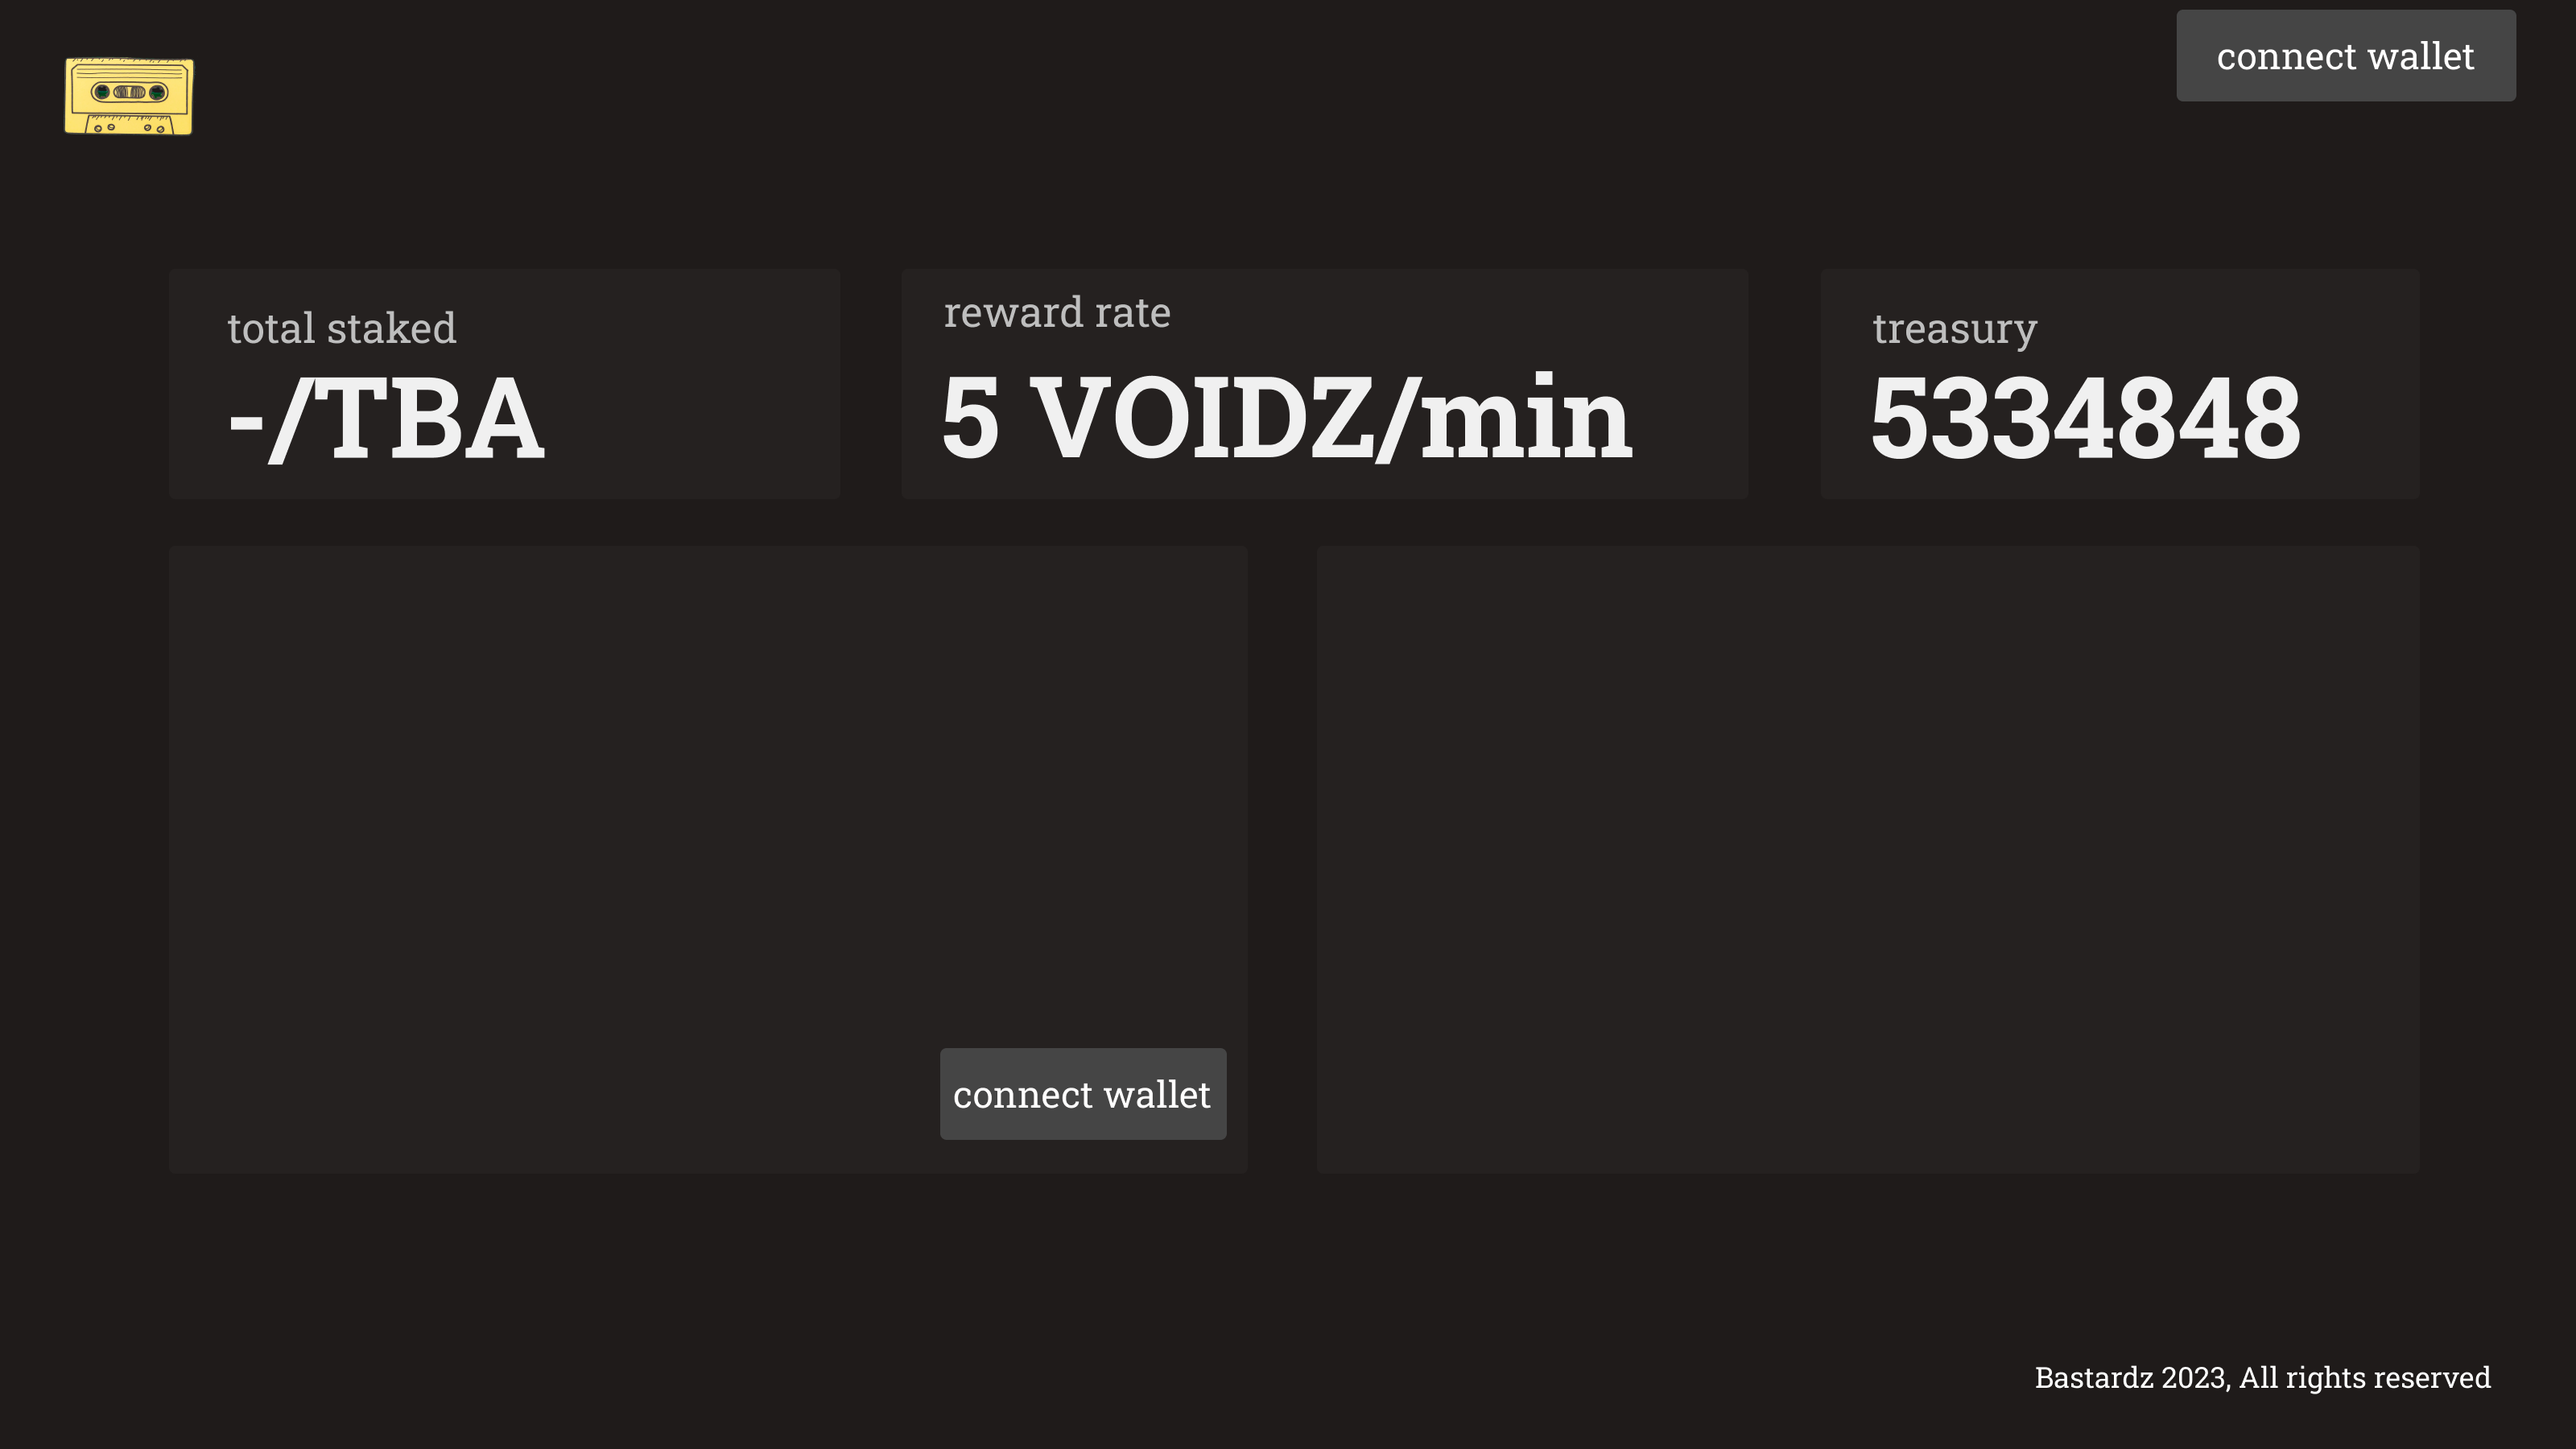 connect wallet
total staked
-/TBA
reward rate
5 VOIDZ/min
treasury
5334848
connect wallet
Bastardz 2023, All rights reserved